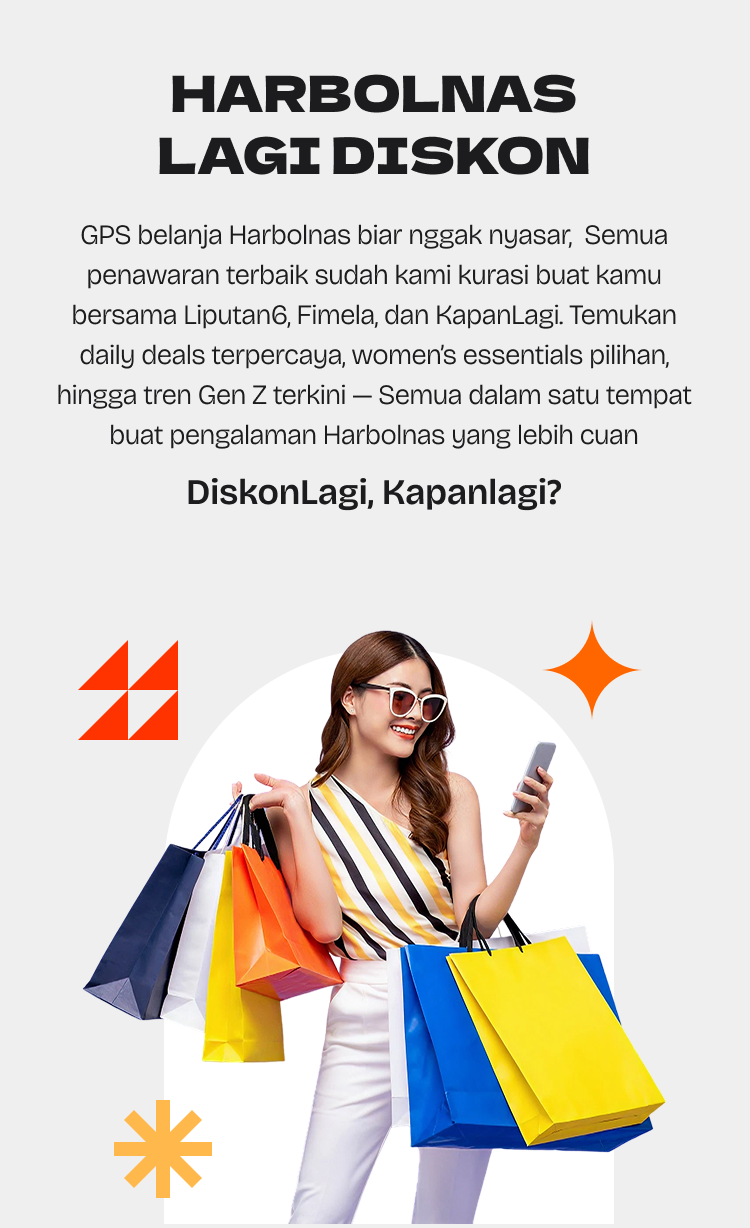 HARBOLNAS
LAGI DISKON
GPS belanja Harbolnas biar nggak nyasar,  Semua
penawaran terbaik sudah kami kurasi buat kamu
bersama Liputan6, Fimela, dan KapanLagi. Temukan
daily deals terpercaya, women’s essentials pilihan,
hingga tren Gen Z terkini — Semua dalam satu tempat
buat pengalaman Harbolnas yang lebih cuan
DiskonLagi, Kapanlagi?